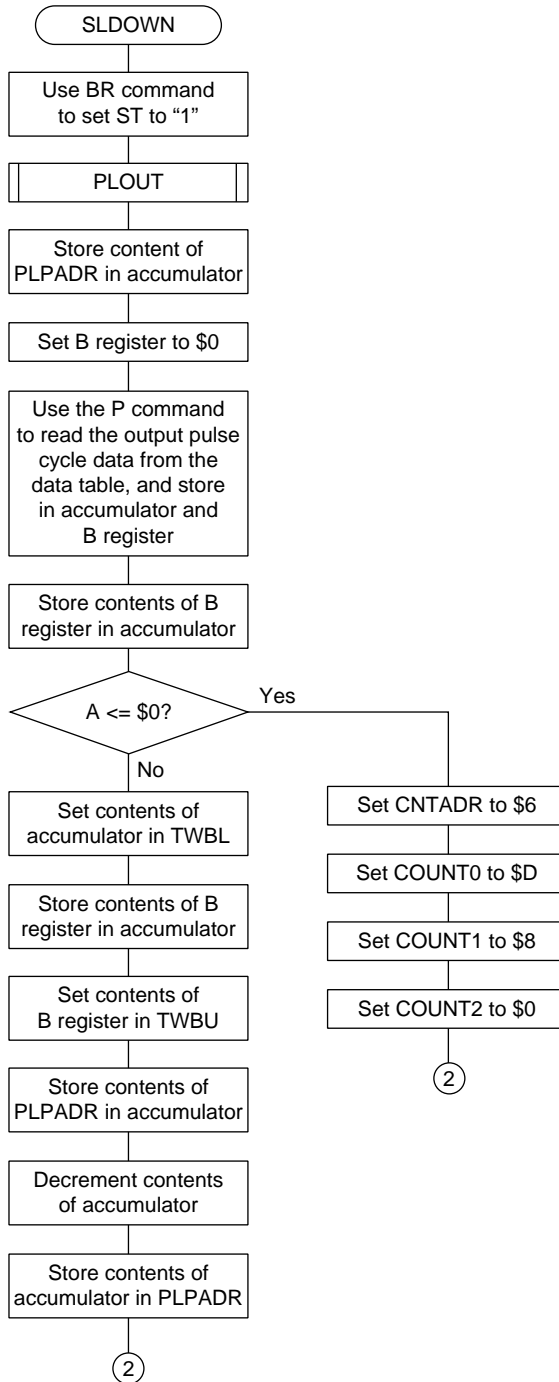 SLDOWN
Use BR command
to set ST to “1”
PLOUT
Store content of
PLPADR in accumulator
Set B register to $0
Use the P command
to read the output pulse
cycle data from the
data table, and store
in accumulator and
B register
Store contents of B
register in accumulator
A <= $0?
Yes
No
Set contents of
accumulator in TWBL
Store contents of B
register in accumulator
Set contents of
B register in TWBU
Store contents of
PLPADR in accumulator
Decrement contents
of accumulator
Store contents of
accumulator in PLPADR
2
Set CNTADR to $6
Set COUNT0 to $D
Set COUNT1 to $8
Set COUNT2 to $0
2